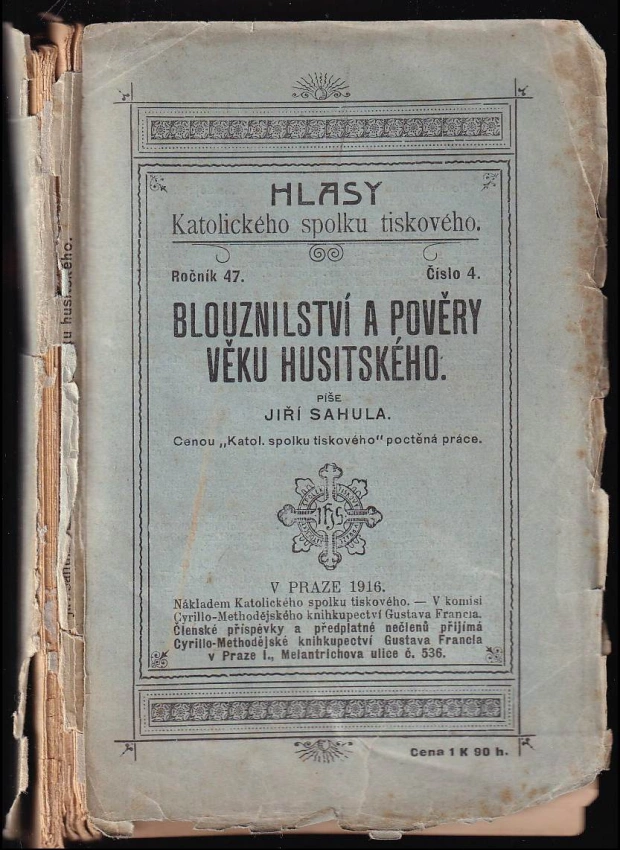 HLASY
Katolického spolku tiskového.
Ročník 47. Číslo 4.
BLOUZNILSTVÍ A POVĚRY
VĚKU HUSITSKÉHO.
PÍŠE
JIŘÍ SAHULA.
Cenou „Katol. spolku tiskového" poctěná práce.
V PRAZE 1916.
Nákladem Katolického spolku tiskového. — V komisi
Cyrillo-Methodějského knihkupectví Gustava Francla.
Členské příspěvky a předplatné nečlenů přijímá
Cyrillo-Methodějské knihkupectví Gustava Francla
v Praze I., Melantrichova ulice č. 536.
Cena 1 K 90 h.
u husitského.